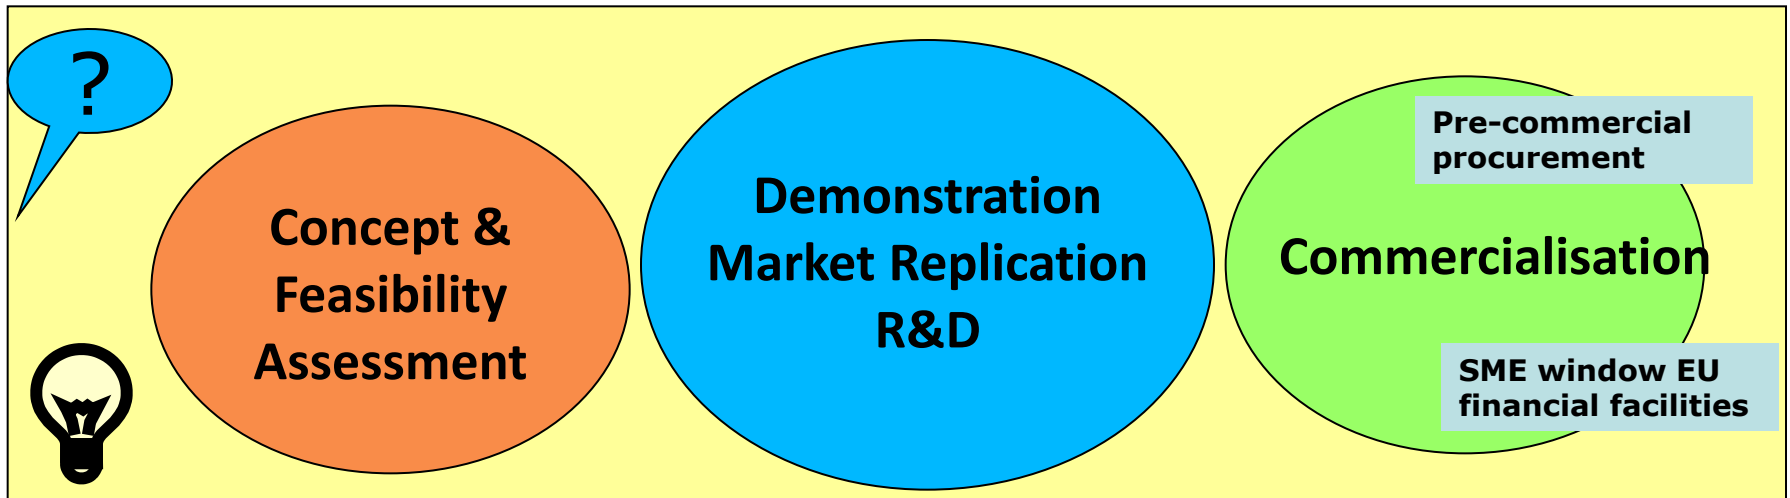 ?
Concept &
Feasibility
Assessment
Demonstration
Market Replication
R&D
Pre-commercial
procurement
Commercialisation
SME window EU
financial facilities